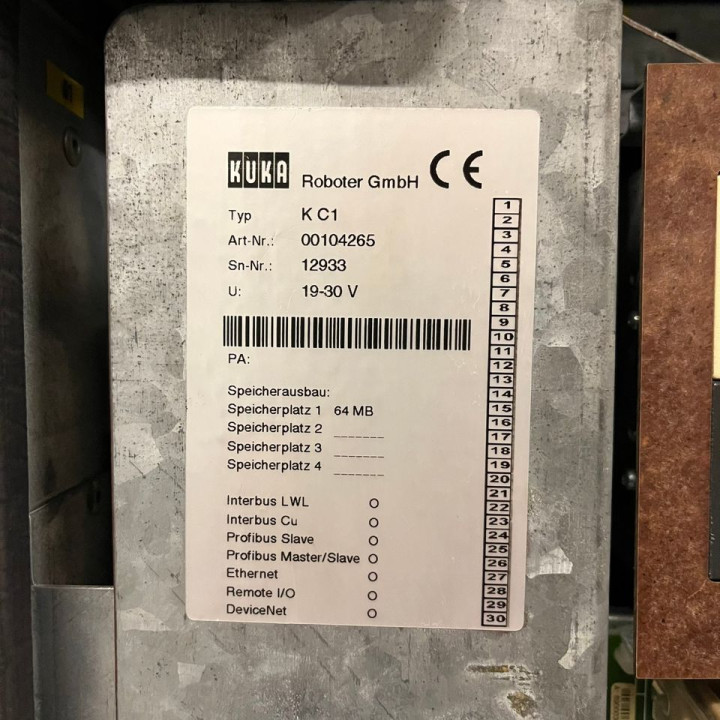 KUKA Roboter GmbH CE
Typ K C1
Art-Nr.: 00104265
Sn-Nr.: 12933
U: 19-30 V
PA:
Speicherausbau:
Speicherplatz 1 64 MB
Speicherplatz 2 _______
Speicherplatz 3 _______
Speicherplatz 4 _______
Interbus LWL O
Interbus Cu O
Profibus Slave O
Profibus Master/Slave O
Ethernet O
Remote I/O O
DeviceNet O
1
2
3
4
5
6
7
8
9
10
11
12
13
14
15
16
17
18
19
20
21
22
23
24
25
26
27
28
29
30